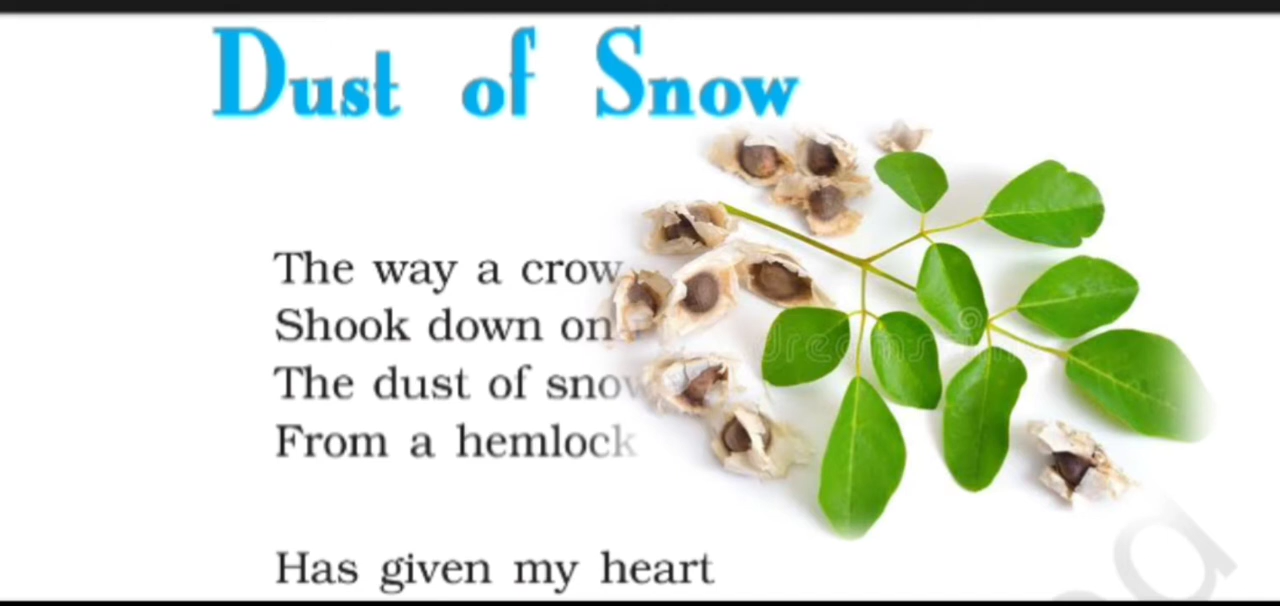 Dust of Snow
The way a crow
Shook down on
The dust of snow
From a hemlock
Has given my heart
dreamstime